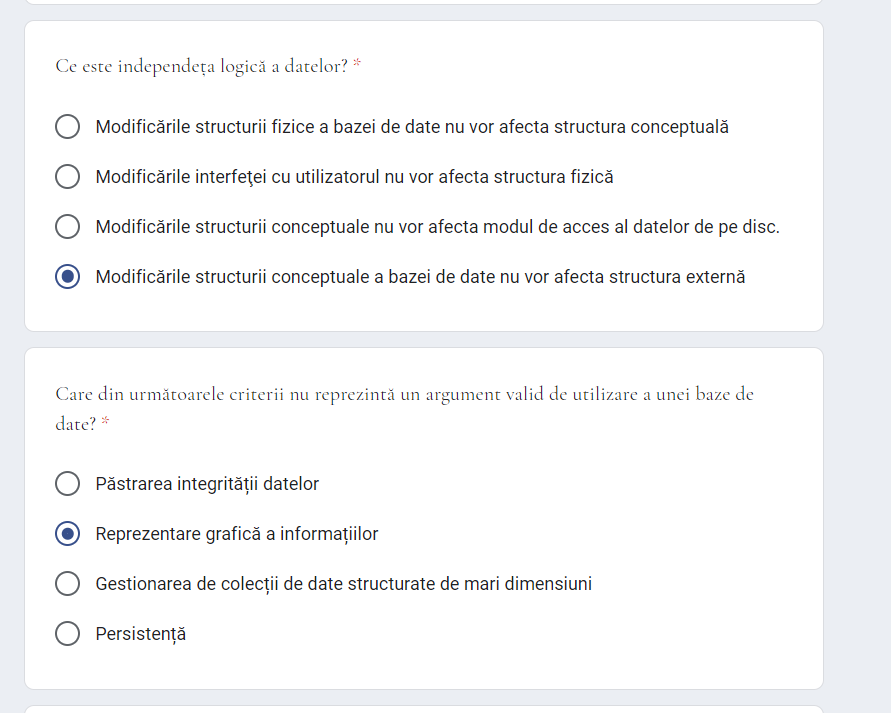 Ce este independeța logică a datelor? *
Modificările structurii fizice a bazei de date nu vor afecta structura conceptuală
Modificările interfeţei cu utilizatorul nu vor afecta structura fizică
Modificările structurii conceptuale nu vor afecta modul de acces al datelor de pe disc.
Modificările structurii conceptuale a bazei de date nu vor afecta structura externă
Care din următoarele criterii nu reprezintă un argument valid de utilizare a unei baze de
date? *
Păstrarea integrității datelor
Reprezentare grafică a informațiilor
Gestionarea de colecții de date structurate de mari dimensiuni
Persistență